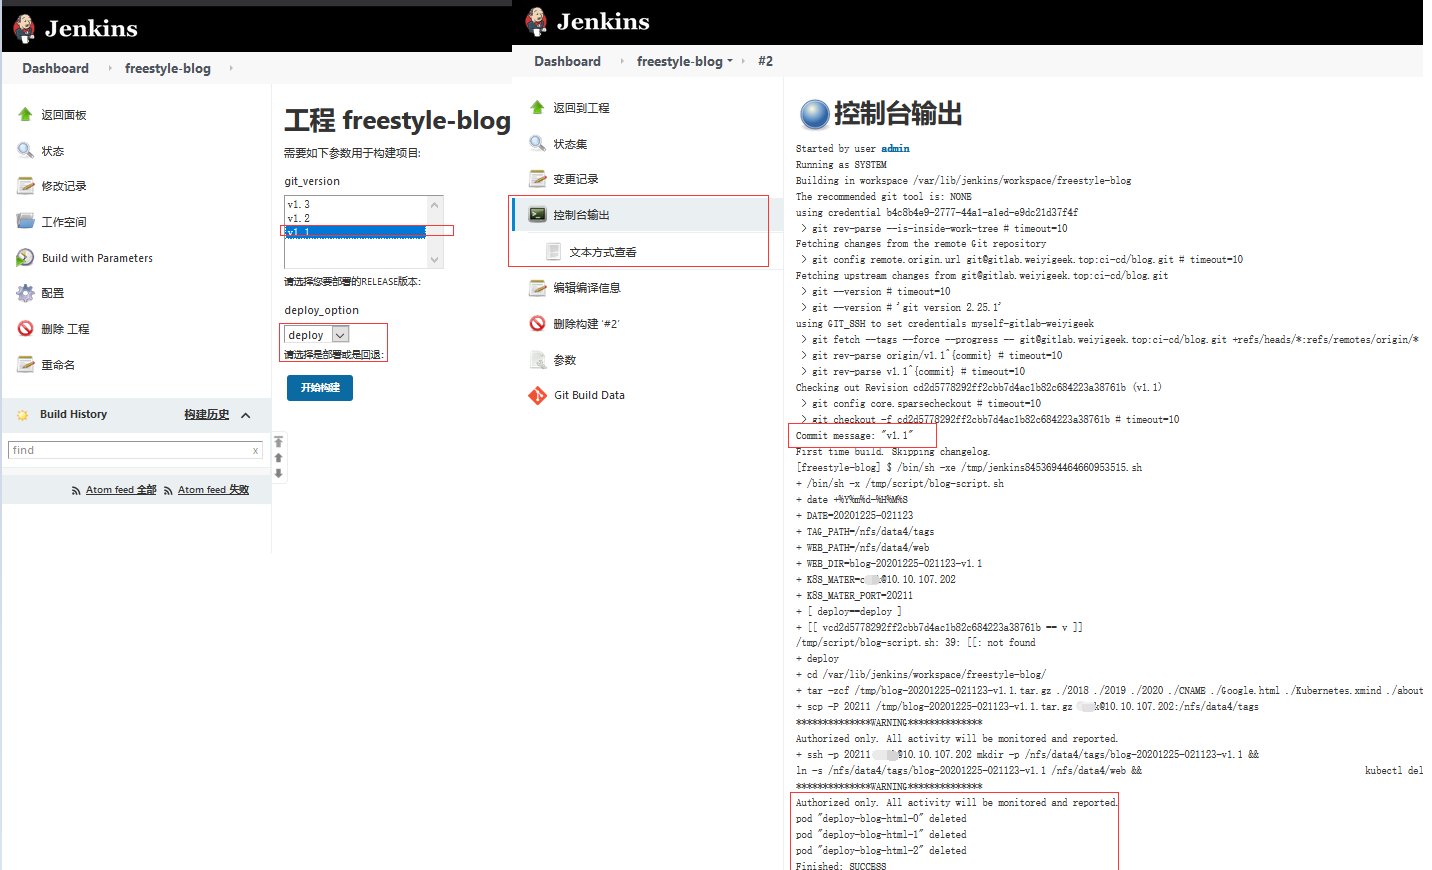 Jenkins
Dashboard
freestyle-blog
返回面板
状态
修改记录
工作空间
Build with Parameters
配置
删除 工程
重命名
Build History
构建历史
find
x
Atom feed 全部
Atom feed 失败
工程 freestyle-blog
需要如下参数用于构建项目:
git_version
v1.3
v1.2
v1.1
请选择您要部署的RELEASE版本:
deploy_option
deploy
请选择是部署或是回退:
开始构建
Jenkins
Dashboard
freestyle-blog
#2
返回到工程
状态集
变更记录
控制台输出
文本方式查看
编辑编译信息
删除构建 '#2'
参数
Git Build Data
控制台输出
Started by user admin
Running as SYSTEM
Building in workspace /var/lib/jenkins/workspace/freestyle-blog
The recommended git tool is: NONE
using credential b4c8b4e9-2777-44a1-a1ed-e9dc21d37f4f
> git rev-parse --is-inside-work-tree # timeout=10
Fetching changes from the remote Git repository
> git config remote.origin.url git@gitlab.weiyigeek.top:ci-cd/blog.git # timeout=10
Fetching upstream changes from git@gitlab.weiyigeek.top:ci-cd/blog.git
> git --version # timeout=10
> git --version # 'git version 2.25.1'
using GIT_SSH to set credentials myself-gitlab-weiyigeek
> git fetch --tags --force --progress -- git@gitlab.weiyigeek.top:ci-cd/blog.git +refs/heads/*:refs/remotes/origin/*
> git rev-parse origin/v1.1^{commit} # timeout=10
> git rev-parse v1.1^{commit} # timeout=10
Checking out Revision cd2d5778292ff2cbb7d4ac1b82c684223a38761b (v1.1)
> git config core.sparsecheckout # timeout=10
> git checkout -f cd2d5778292ff2cbb7d4ac1b82c684223a38761b # timeout=10
Commit message: "v1.1"
First time build. Skipping changelog.
[freestyle-blog] $ /bin/sh -xe /tmp/jenkins8453694464660953515.sh
+ /bin/sh -x /tmp/script/blog-script.sh
+ date +%Y%m%d-%H%M%S
+ DATE=20201225-021123
+ TAG_PATH=/nfs/data4/tags
+ WEB_PATH=/nfs/data4/web
+ WEB_DIR=blog-20201225-021123-v1.1
+ K8S_MATER=c k@10.10.107.202
+ K8S_MATER_PORT=20211
+ [ deploy==deploy ]
+ [[ vcd2d5778292ff2cbb7d4ac1b82c684223a38761b == v ]]
/tmp/script/blog-script.sh: 39: [[: not found
+ deploy
+ cd /var/lib/jenkins/workspace/freestyle-blog/
+ tar -zcf /tmp/blog-20201225-021123-v1.1.tar.gz ./2018 ./2019 ./2020 ./CNAME ./Google.html ./Kubernetes.xmind ./about
+ scp -P 20211 /tmp/blog-20201225-021123-v1.1.tar.gz k@10.10.107.202:/nfs/data4/tags
**************WARNING**************
Authorized only. All activity will be monitored and reported.
+ ssh -p 20211 @10.10.107.202 mkdir -p /nfs/data4/tags/blog-20201225-021123-v1.1 &&
ln -s /nfs/data4/tags/blog-20201225-021123-v1.1 /nfs/data4/web && kubectl del
**************WARNING**************
Authorized only. All activity will be monitored and reported.
pod "deploy-blog-html-0" deleted
pod "deploy-blog-html-1" deleted
pod "deploy-blog-html-2" deleted
Finished: SUCCESS